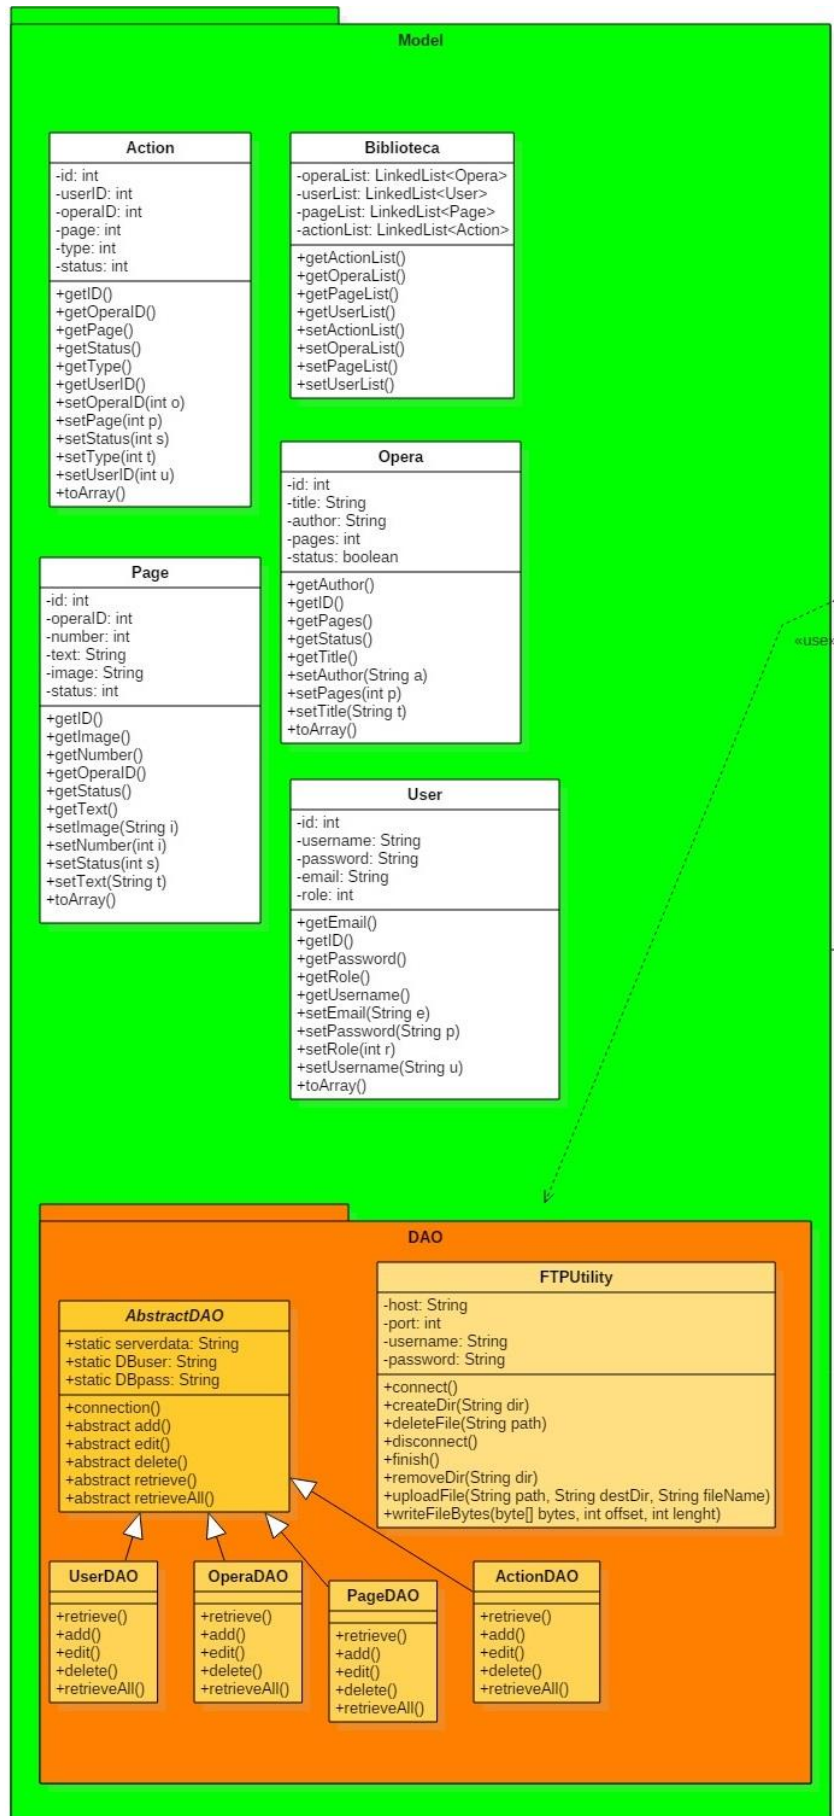 Model
Action
-id: int
-userID: int
-operaID: int
-page: int
-type: int
-status: int
+getID()
+getOperaID()
+getPage()
+getStatus()
+getType()
+getUserID()
+setOperaID(int o)
+setPage(int p)
+setStatus(int s)
+setType(int t)
+setUserID(int u)
+toArray()
Biblioteca
-operaList: LinkedList<Opera>
-userList: LinkedList<User>
-pageList: LinkedList<Page>
-actionList: LinkedList<Action>
+getActionList()
+getOperaList()
+getPageList()
+getUserList()
+setActionList()
+setOperaList()
+setPageList()
+setUserList()
Opera
-id: int
-title: String
-author: String
-pages: int
-status: boolean
+getAuthor()
+getID()
+getPages()
+getStatus()
+getTitle()
+setAuthor(String a)
+setPages(int p)
+setTitle(String t)
+toArray()
Page
-id: int
-operaID: int
-number: int
-text: String
-image: String
-status: int
+getID()
+getImage()
+getNumber()
+getOperaID()
+getStatus()
+getText()
+setImage(String i)
+setNumber(int i)
+setStatus(int s)
+setText(String t)
+toArray()
«use»
User
-id: int
-username: String
-password: String
-email: String
-role: int
+getEmail()
+getID()
+getPassword()
+getRole()
+getUsername()
+setEmail(String e)
+setPassword(String p)
+setRole(int r)
+setUsername(String u)
+toArray()
DAO
AbstractDAO
+static serverdata: String
+static DBuser: String
+static DBpass: String
+connection()
+abstract add()
+abstract edit()
+abstract delete()
+abstract retrieve()
+abstract retrieveAll()
FTPUtility
-host: String
-port: int
-username: String
-password: String
+connect()
+createDir(String dir)
+deleteFile(String path)
+disconnect()
+finish()
+removeDir(String dir)
+uploadFile(String path, String destDir, String fileName)
+writeFileBytes(byte[] bytes, int offset, int lenght)
UserDAO
+retrieve()
+add()
+edit()
+delete()
+retrieveAll()
OperaDAO
+retrieve()
+add()
+edit()
+delete()
+retrieveAll()
PageDAO
+retrieve()
+add()
+edit()
+delete()
+retrieveAll()
ActionDAO
+retrieve()
+add()
+edit()
+delete()
+retrieveAll()